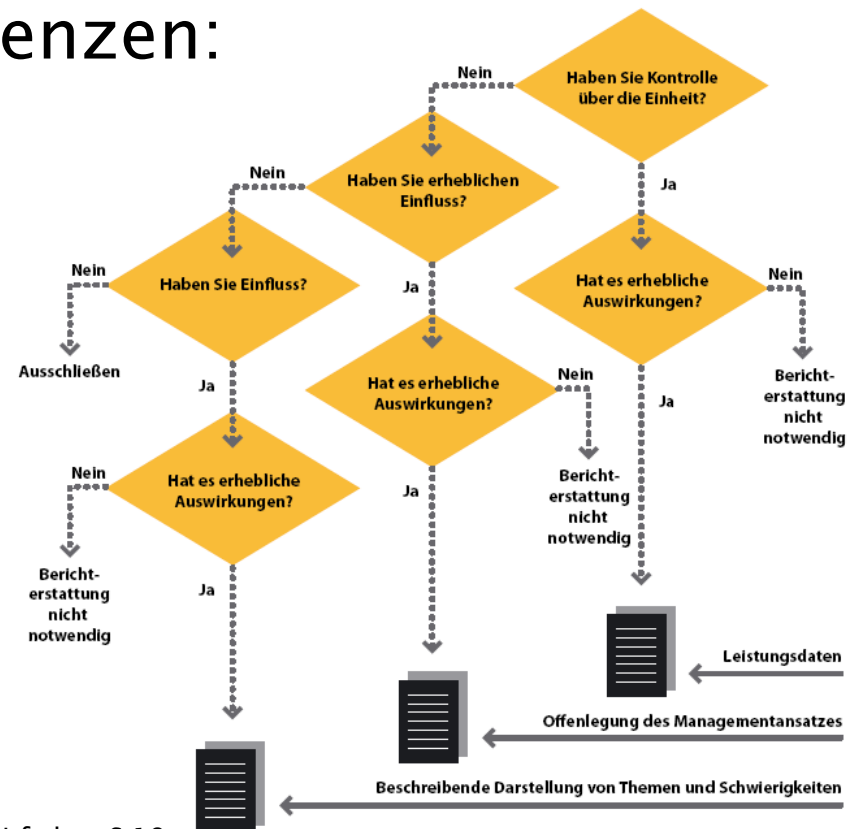 enzen:
Haben Sie Kontrolle
über die Einheit?
Nein
Ja
Haben Sie erheblichen
Einfluss?
Nein
Ja
Hat es erhebliche
Auswirkungen?
Nein
Bericht-
erstattung
nicht
notwendig
Ja
Haben Sie Einfluss?
Nein
Ausschließen
Ja
Hat es erhebliche
Auswirkungen?
Nein
Bericht-
erstattung
nicht
notwendig
Ja
Hat es erhebliche
Auswirkungen?
Nein
Bericht-
erstattung
nicht
notwendig
Ja
Leistungsdaten
Offenlegung des Managementansatzes
Beschreibende Darstellung von Themen und Schwierigkeiten